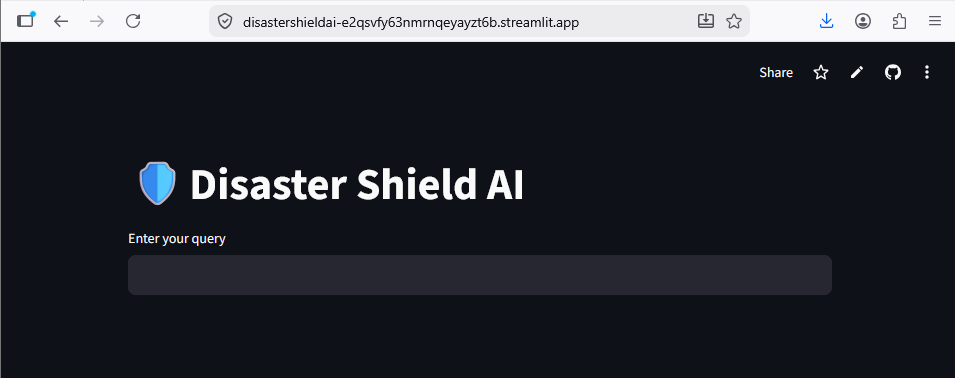 disastershieldai-e2qsvfy63nmrnqeyayzt6b.streamlit.app
Share
Disaster Shield AI
Enter your query